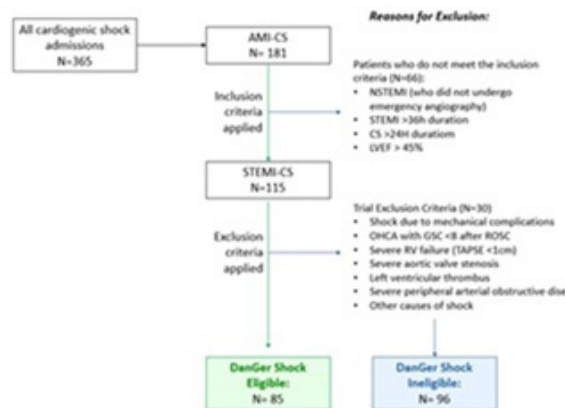 Reasons for Exclusion:
All cardiogenic shock
admissions
N=365
AMI-CS
N= 181
Patients who do not meet the inclusion
criteria (N=66):
• NSTEMI (who did not undergo
emergency angiography)
• STEMI >36h duration
• CS >24H duratiom
• LVEF > 45%
Inclusion
criteria
applied
STEMI-CS
N=115
Trial Exclusion Criteria (N=30)
• Shock due to mechanical complications
• OHCA with GSC <8 after ROSC
• Severe RV failure (TAPSE <1cm)
• Severe aortic valve stenosis
• Left ventricular thrombus
• Severe peripheral arterial obstructive dise
• Other causes of shock
Exclusion
criteria
applied
DanGer Shock
Eligible:
N= 85
DanGer Shock
Ineligible:
N= 96